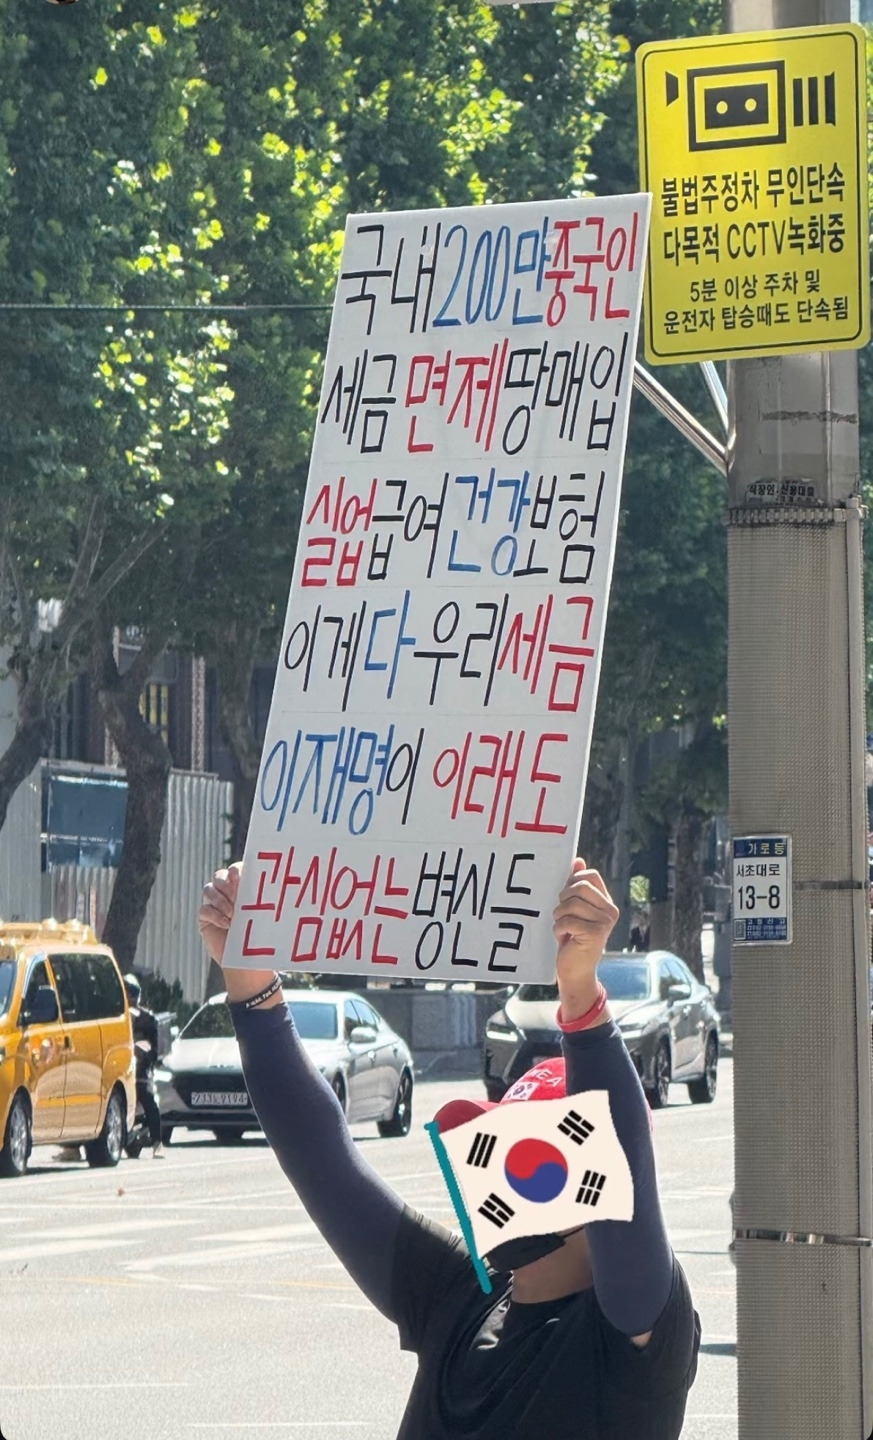 국내200만중국인
세금면제땅매입
실업급여건강보험
이게다우리세금
이재명이 이래도
관심없는병신들
불법주정차 무인단속
다목적 CCTV녹화중
5분 이상 주차 및
운전자 탑승때도 단속됨
가로등
서초대로
13-8